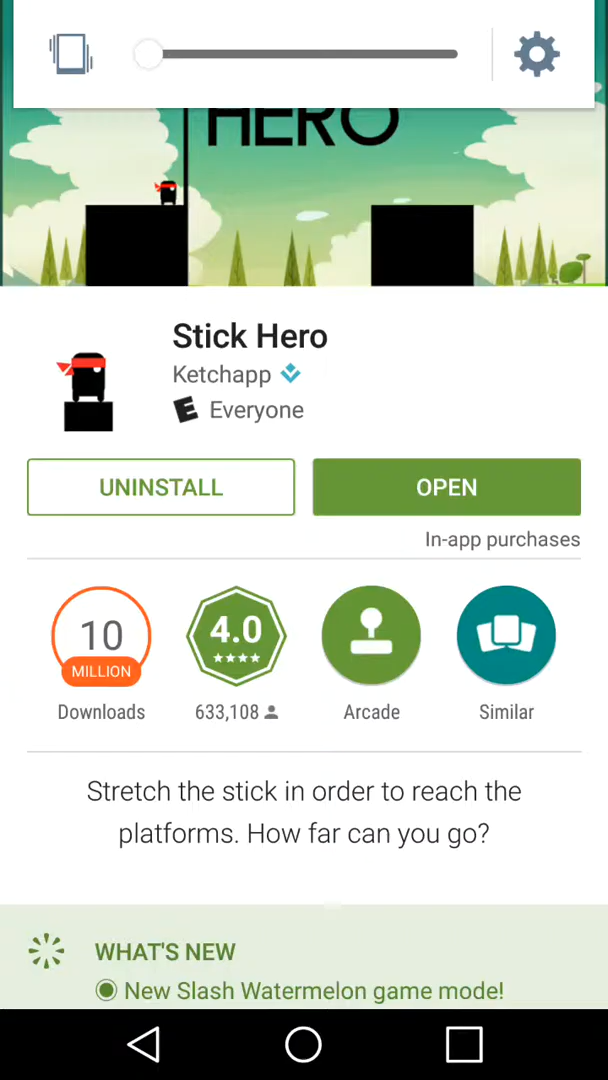 HERO
Stick Hero
Ketchapp
E Everyone
UNINSTALL
OPEN
In-app purchases
10
MILLION
Downloads
4.0
633,108
Arcade
Similar
Stretch the stick in order to reach the
platforms. How far can you go?
WHAT'S NEW
New Slash Watermelon game mode!